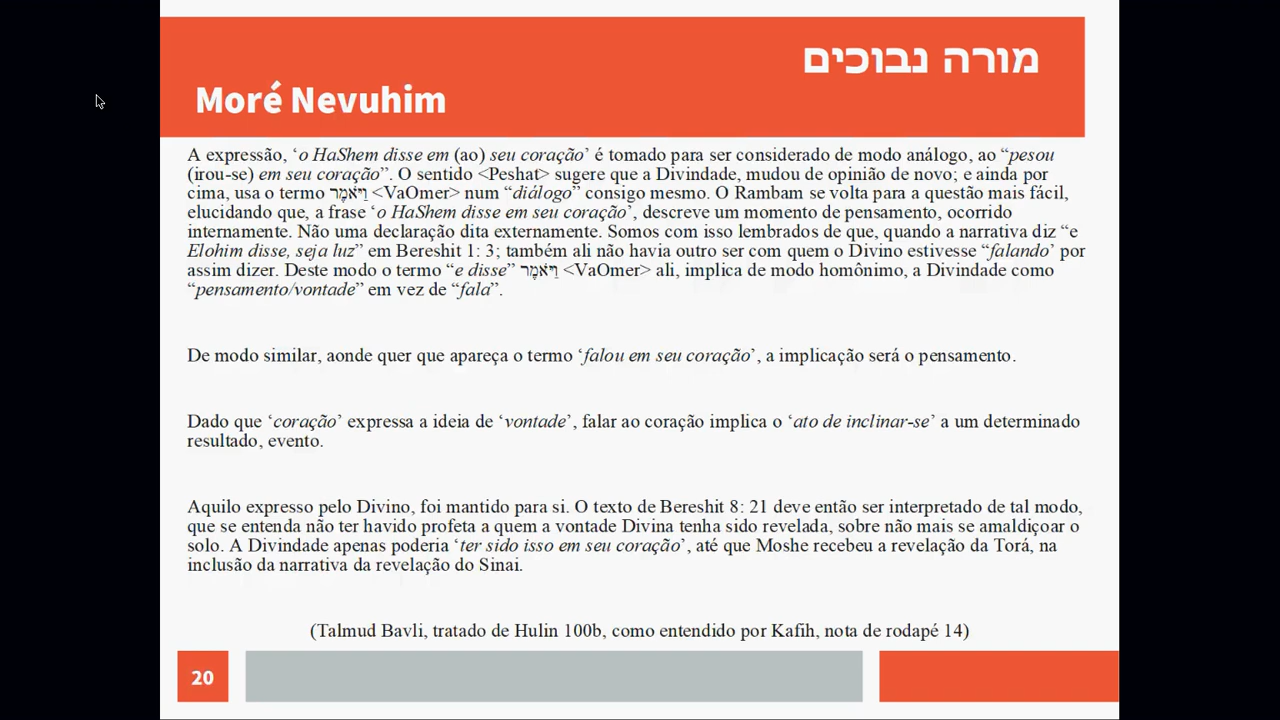 מורה נבוכים
Moré Nevuhim
A expressão, ‘o HaShem disse em (ao) seu coração’ é tomado para ser considerado de modo análogo, ao “pesou
(irou-se) em seu coração”. O sentido <Peshat> sugere que a Divindade, mudou de opinião de novo; e ainda por
cima, usa o termo וַיֹּאמֶר <VaOmer> num “diálogo” consigo mesmo. O Rambam se volta para a questão mais fácil,
elucidando que, a frase ‘o HaShem disse em seu coração’, descreve um momento de pensamento, ocorrido
internamente. Não uma declaração dita externamente. Somos com isso lembrados de que, quando a narrativa diz “e
Elohim disse, seja luz” em Bereshit 1: 3; também ali não havia outro ser com quem o Divino estivesse “falando’ por
assim dizer. Deste modo o termo “e disse” וַיֹּאמֶר <VaOmer> ali, implica de modo homônimo, a Divindade como
“pensamento/vontade” em vez de “fala”.
De modo similar, aonde quer que apareça o termo ‘falou em seu coração’, a implicação será o pensamento.
Dado que ‘coração’ expressa a ideia de ‘vontade’, falar ao coração implica o ‘ato de inclinar-se’ a um determinado
resultado, evento.
Aquilo expresso pelo Divino, foi mantido para si. O texto de Bereshit 8: 21 deve então ser interpretado de tal modo,
que se entenda não ter havido profeta a quem a vontade Divina tenha sido revelada, sobre não mais se amaldiçoar o
solo. A Divindade apenas poderia ‘ter sido isso em seu coração’, até que Moshe recebeu a revelação da Torá, na
inclusão da narrativa da revelação do Sinai.
(Talmud Bavli, tratado de Hulin 100b, como entendido por Kafih, nota de rodapé 14)
20